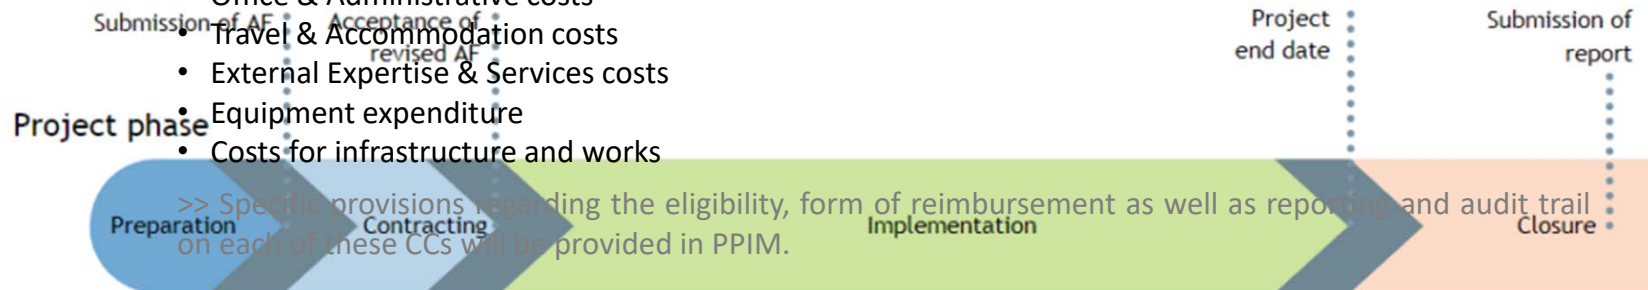 Office & Administrative costs
Submission of AF
Acceptance of
revised AF
Project
end date
Submission of
report
• Travel & Accommodation costs
• External Expertise & Services costs
• Equipment expenditure
• Costs for infrastructure and works
Project phase
>> Specific provisions regarding the eligibility, form of reimbursement as well as reporting and audit trail
on each of these CCs will be provided in PPIM.
Preparation
Contracting
Implementation
Closure